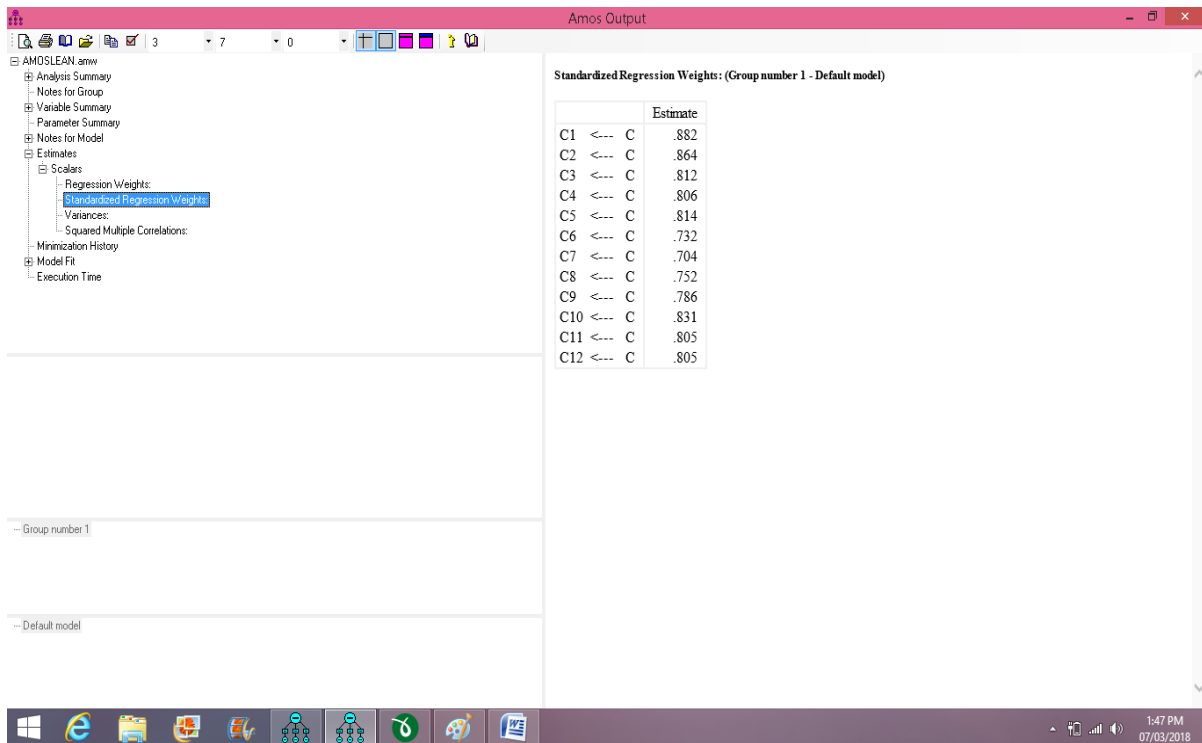 Amos Output
3 7 0
AMOSLEAN.amw
Analysis Summary
Notes for Group
Variable Summary
Parameter Summary
Notes for Model
Estimates
Scalars
Regression Weights:
Standardized Regression Weights:
Variances:
Squared Multiple Correlations:
Minimization History
Model Fit
Execution Time
Group number 1
Default model
Standardized Regression Weights: (Group number 1 - Default model)
Estimate
C1 <--- C .882
C2 <--- C .864
C3 <--- C .812
C4 <--- C .806
C5 <--- C .814
C6 <--- C .732
C7 <--- C .704
C8 <--- C .752
C9 <--- C .786
C10 <--- C .831
C11 <--- C .805
C12 <--- C .805
1:47 PM
07/03/2018